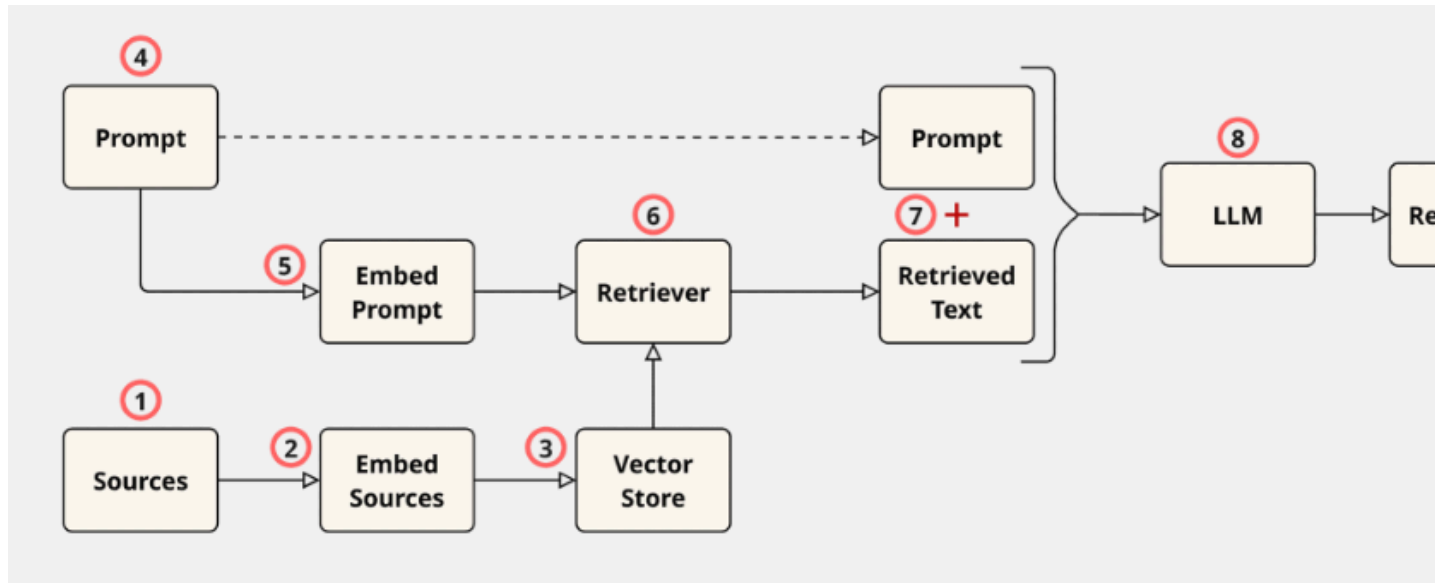 4
Prompt
Prompt
8
LLM
Re
7 +
6
5
Embed
Prompt
Retriever
Retrieved
Text
1
2
3
Sources
Embed
Sources
Vector
Store